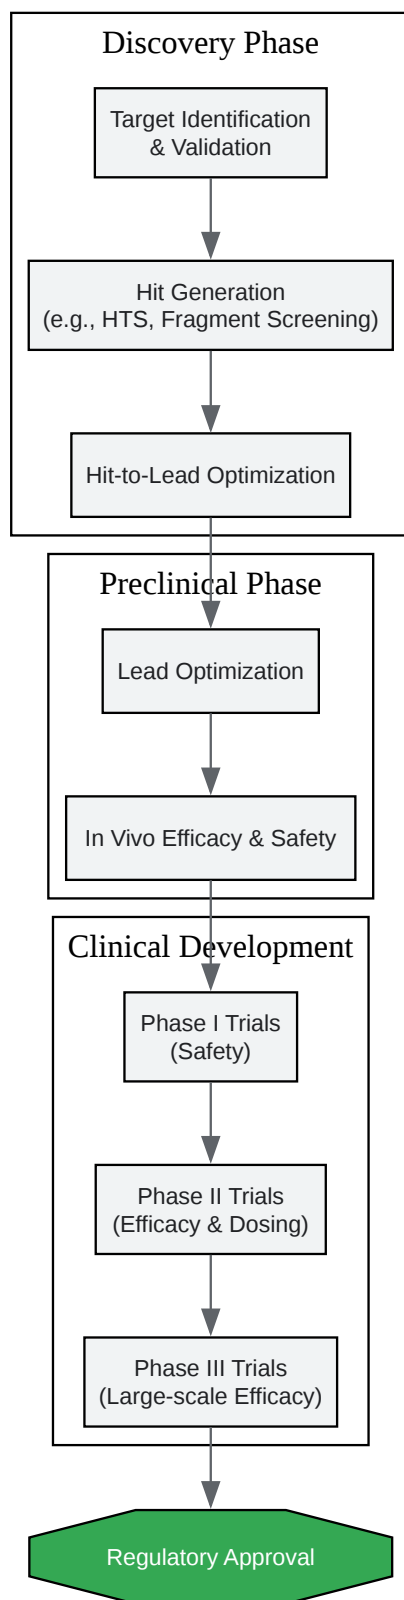 Discovery Phase
Target Identification
& Validation
Hit Generation
(e.g., HTS, Fragment Screening)
Hit-to-Lead Optimization
Preclinical Phase
Lead Optimization
In Vivo Efficacy & Safety
Clinical Development
Phase I Trials
(Safety)
Phase II Trials
(Efficacy & Dosing)
Phase III Trials
(Large-scale Efficacy)
Regulatory Approval